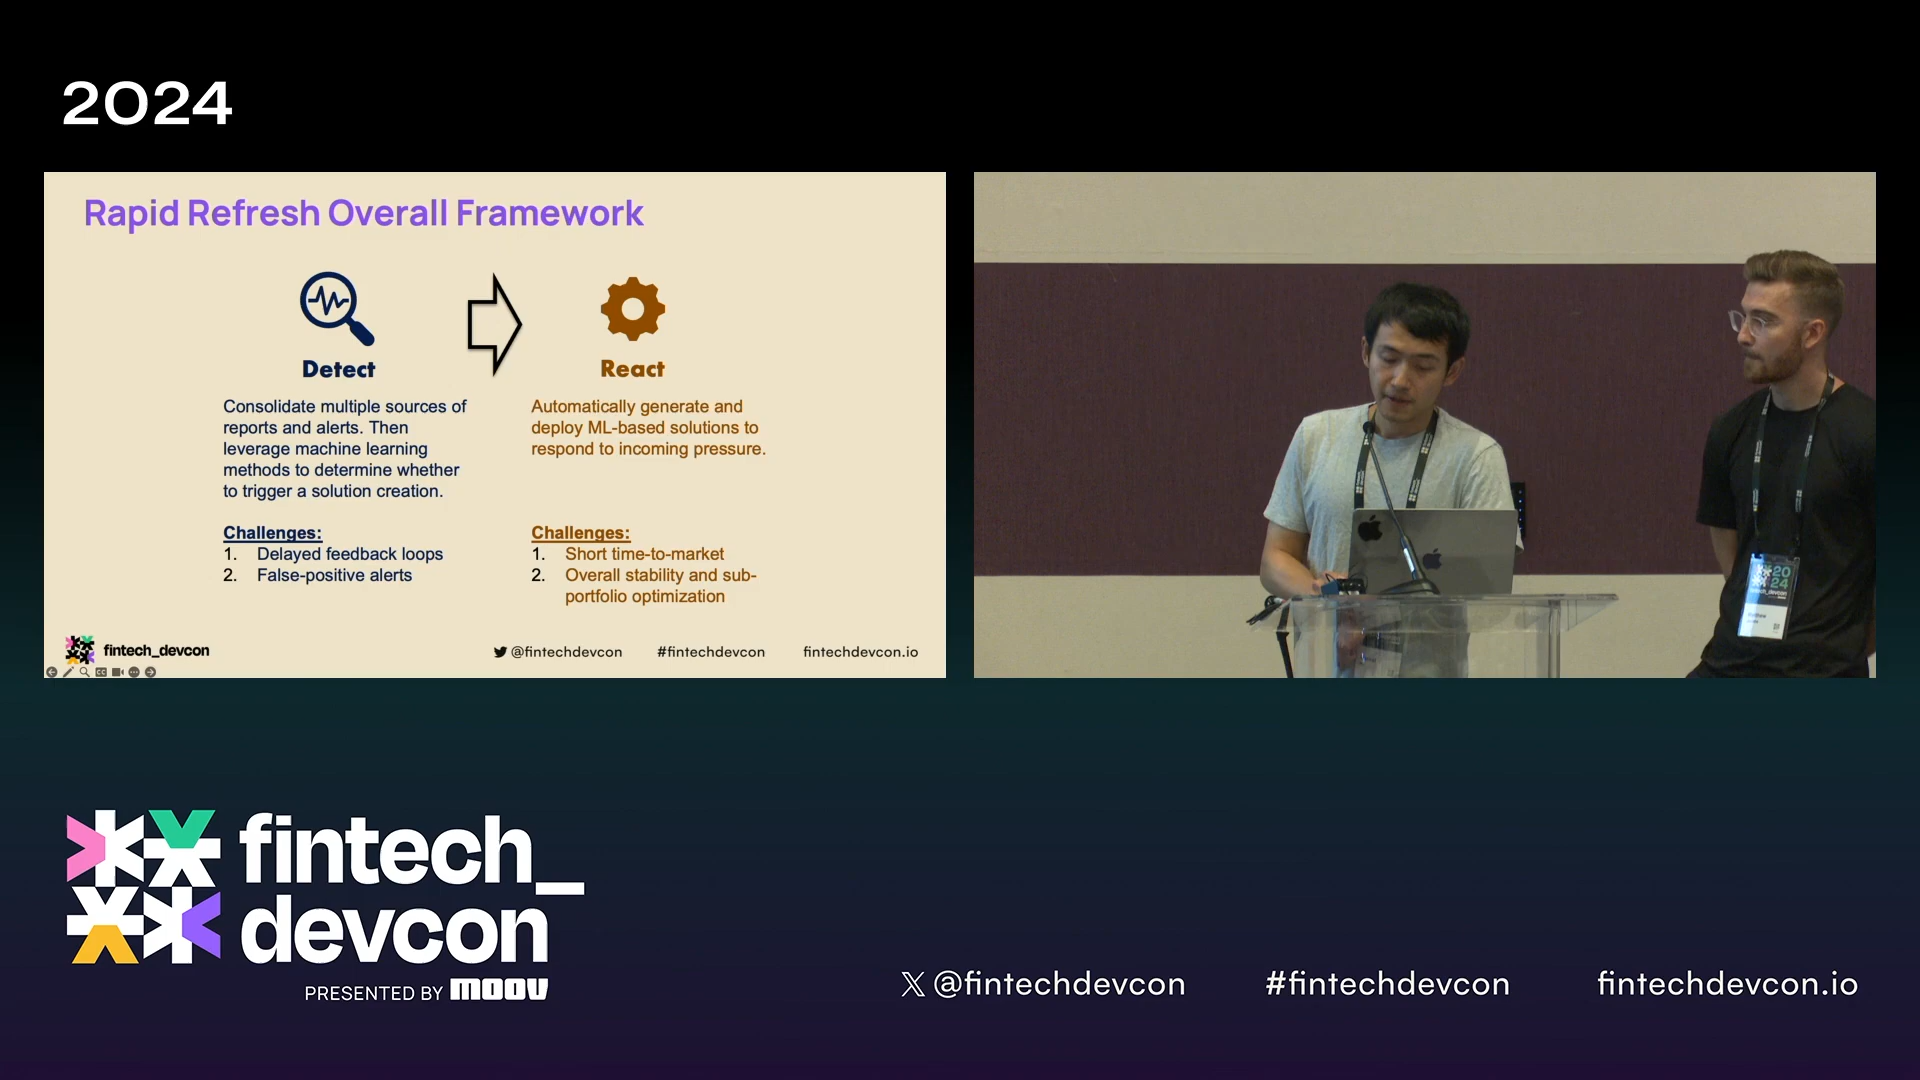 2024
Rapid Refresh Overall Framework
Detect
Consolidate multiple sources of
reports and alerts. Then
leverage machine learning
methods to determine whether
to trigger a solution creation.
Challenges:
1. Delayed feedback loops
2. False-positive alerts
React
Automatically generate and
deploy ML-based solutions to
respond to incoming pressure.
Challenges:
1. Short time-to-market
2. Overall stability and sub-
portfolio optimization
fintech_devcon
@fintechdevcon
#fintechdevcon
fintechdevcon.io
20
24
fintech_
devcon
PRESENTED BY moov
@fintechdevcon
#fintechdevcon
fintechdevcon.io